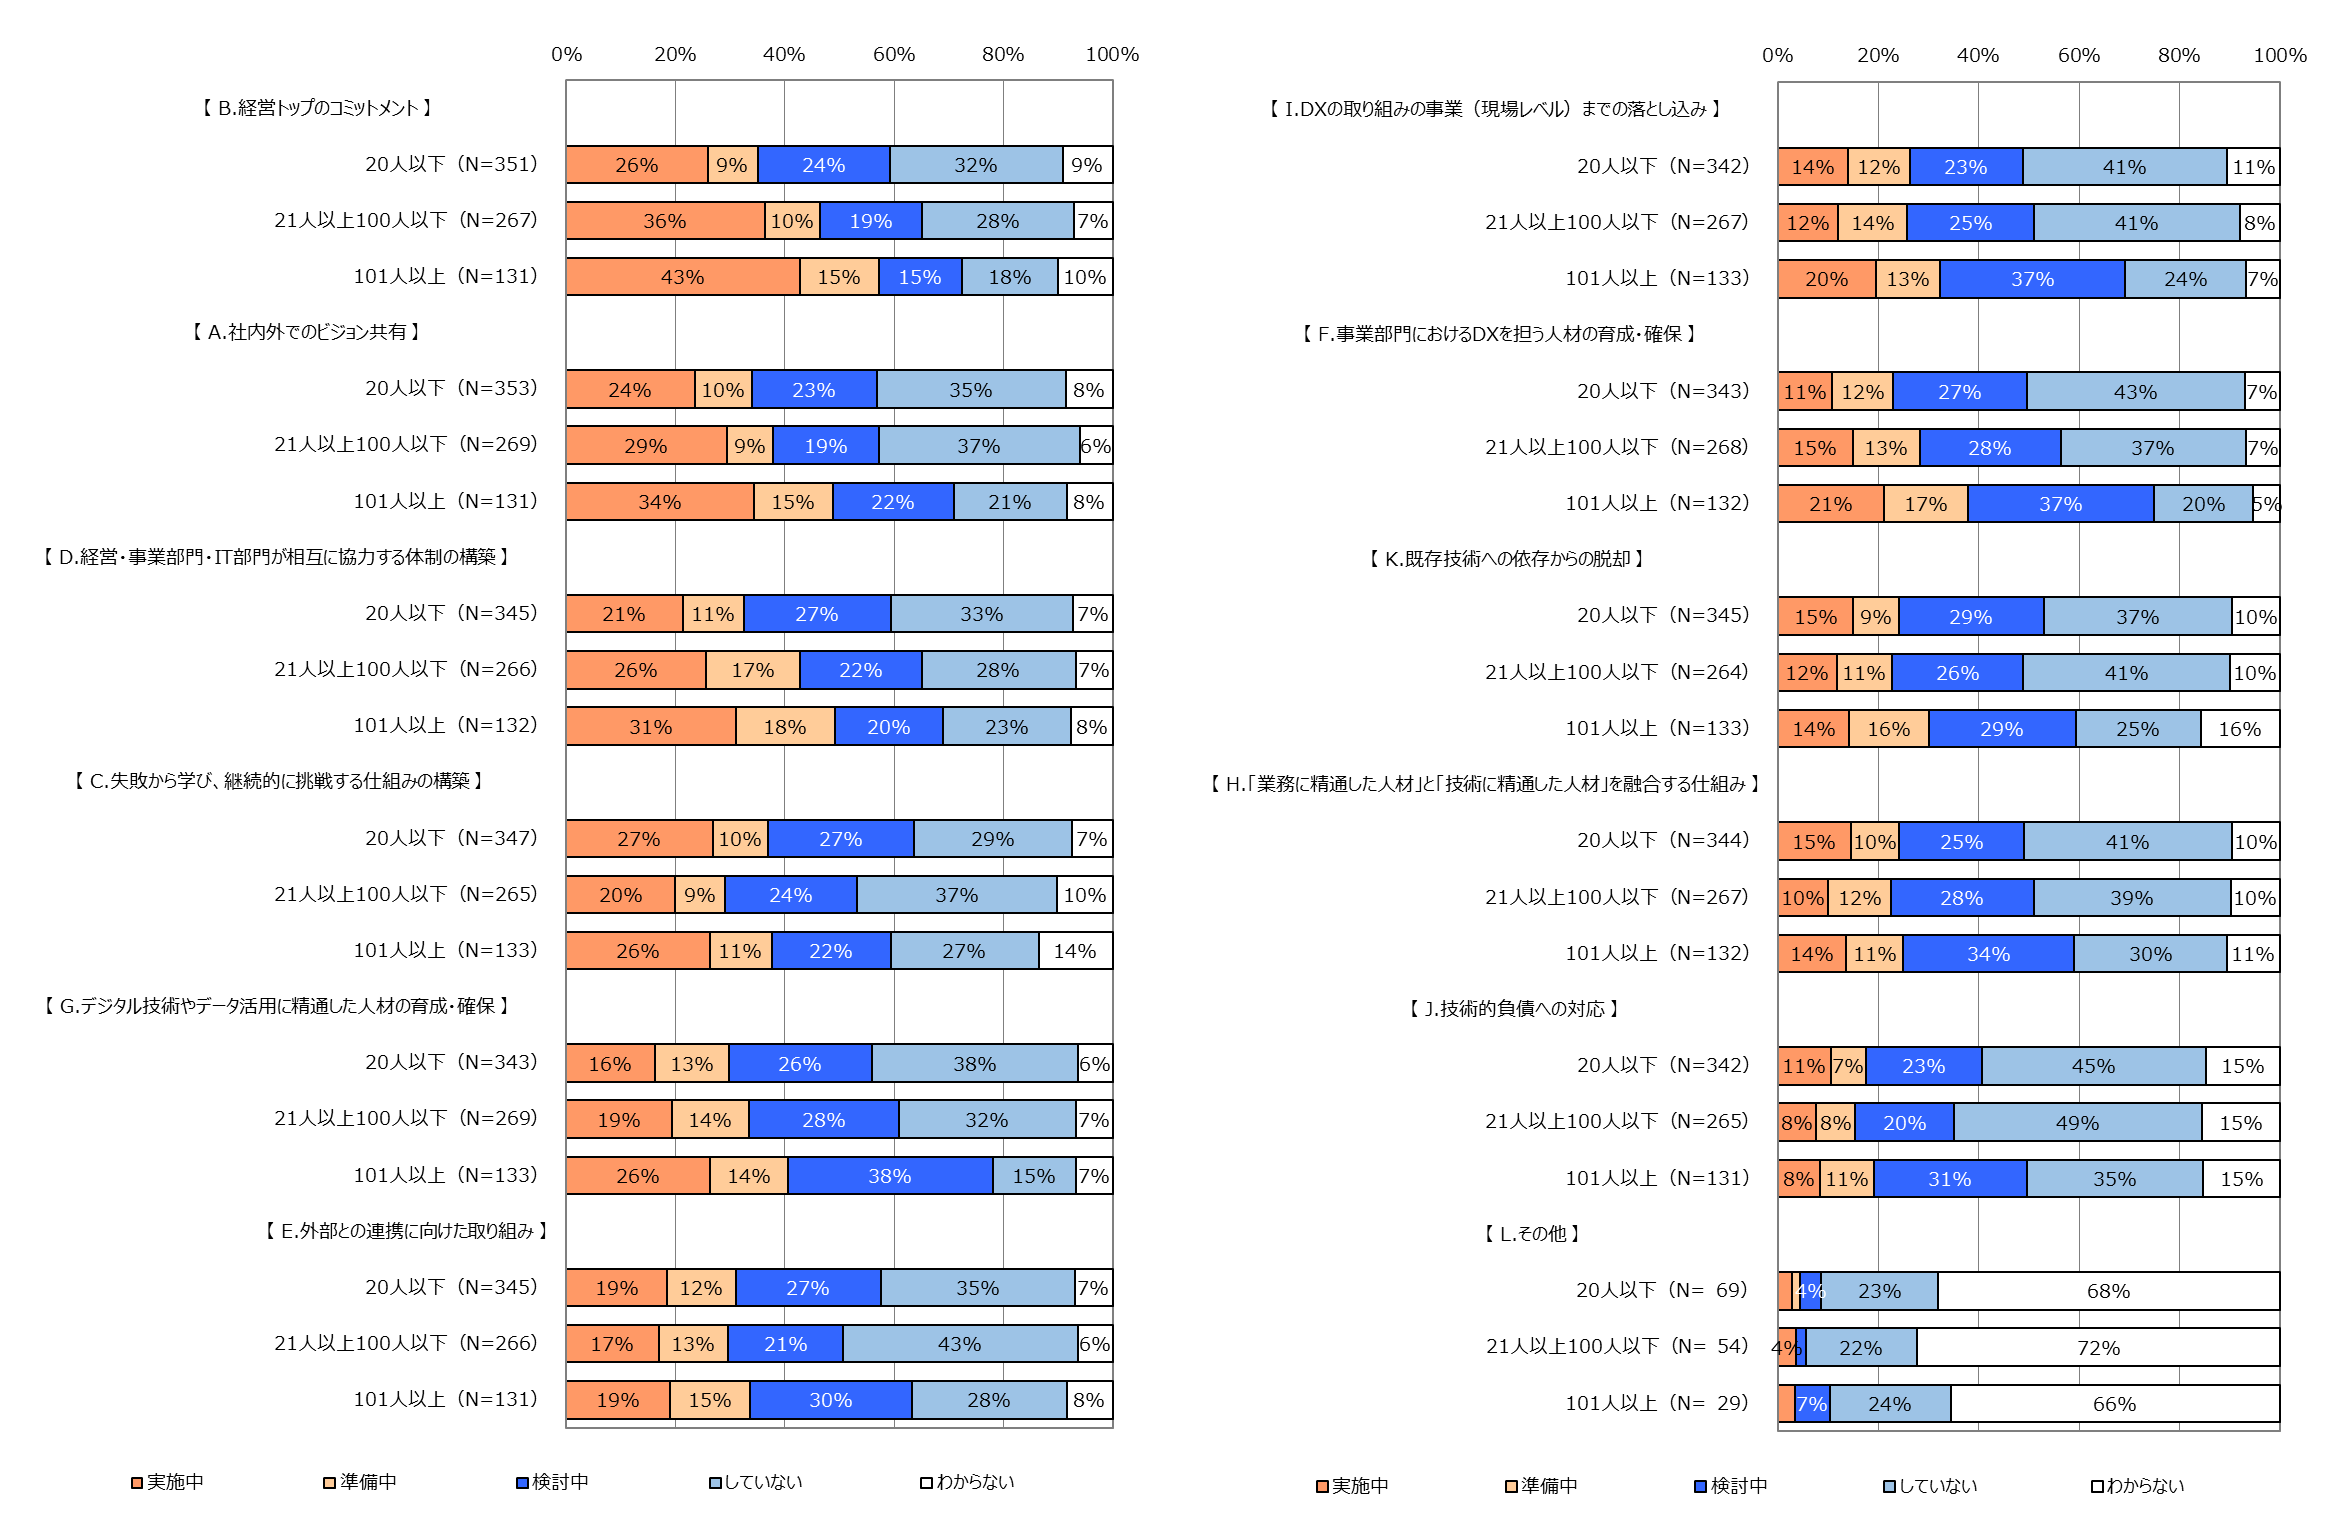 0% 20% 40% 60% 80% 100%
【 B.経営トップのコミットメント 】
20人以下（N=351） 26% 9% 24% 32% 9%
21人以上100人以下（N=267） 36% 10% 19% 28% 7%
101人以上（N=131） 43% 15% 15% 18% 10%
【 A.社内外でのビジョン共有 】
20人以下（N=353） 24% 10% 23% 35% 8%
21人以上100人以下（N=269） 29% 9% 19% 37% 6%
101人以上（N=131） 34% 15% 22% 21% 8%
【 D.経営・事業部門・IT部門が相互に協力する体制の構築 】
20人以下（N=345） 21% 11% 27% 33% 7%
21人以上100人以下（N=266） 26% 17% 22% 28% 7%
101人以上（N=132） 31% 18% 20% 23% 8%
【 C.失敗から学び、継続的に挑戦する仕組みの構築 】
20人以下（N=347） 27% 10% 27% 29% 7%
21人以上100人以下（N=265） 20% 9% 24% 37% 10%
101人以上（N=133） 26% 11% 22% 27% 14%
【 G.デジタル技術やデータ活用に精通した人材の育成・確保 】
20人以下（N=343） 16% 13% 26% 38% 6%
21人以上100人以下（N=269） 19% 14% 28% 32% 7%
101人以上（N=133） 26% 14% 38% 15% 7%
【 E.外部との連携に向けた取り組み 】
20人以下（N=345） 19% 12% 27% 35% 7%
21人以上100人以下（N=266） 17% 13% 21% 43% 6%
101人以上（N=131） 19% 15% 30% 28% 8%
実施中 準備中 検討中 していない わからない
0% 20% 40% 60% 80% 100%
【 I.DXの取り組みの事業（現場レベル）までの落とし込み 】
20人以下（N=342） 14% 12% 23% 41% 11%
21人以上100人以下（N=267） 12% 14% 25% 41% 8%
101人以上（N=133） 20% 13% 37% 24% 7%
【 F.事業部門におけるDXを担う人材の育成・確保 】
20人以下（N=343） 11% 12% 27% 43% 7%
21人以上100人以下（N=268） 15% 13% 28% 37% 7%
101人以上（N=132） 21% 17% 37% 20% 5%
【 K.既存技術への依存からの脱却 】
20人以下（N=345） 15% 9% 29% 37% 10%
21人以上100人以下（N=264） 12% 11% 26% 41% 10%
101人以上（N=133） 14% 16% 29% 25% 16%
【 H.「業務に精通した人材」と「技術に精通した人材」を融合する仕組み 】
20人以下（N=344） 15% 10% 25% 41% 10%
21人以上100人以下（N=267） 10% 12% 28% 39% 10%
101人以上（N=132） 14% 11% 34% 30% 11%
【 J.技術的負債への対応 】
20人以下（N=342） 11% 7% 23% 45% 15%
21人以上100人以下（N=265） 8% 8% 20% 49% 15%
101人以上（N=131） 8% 11% 31% 35% 15%
【 L.その他 】
20人以下（N= 69） 4% 23% 68%
21人以上100人以下（N= 54） 4% 22% 72%
101人以上（N= 29） 7% 24% 66%
実施中 準備中 検討中 していない わからない